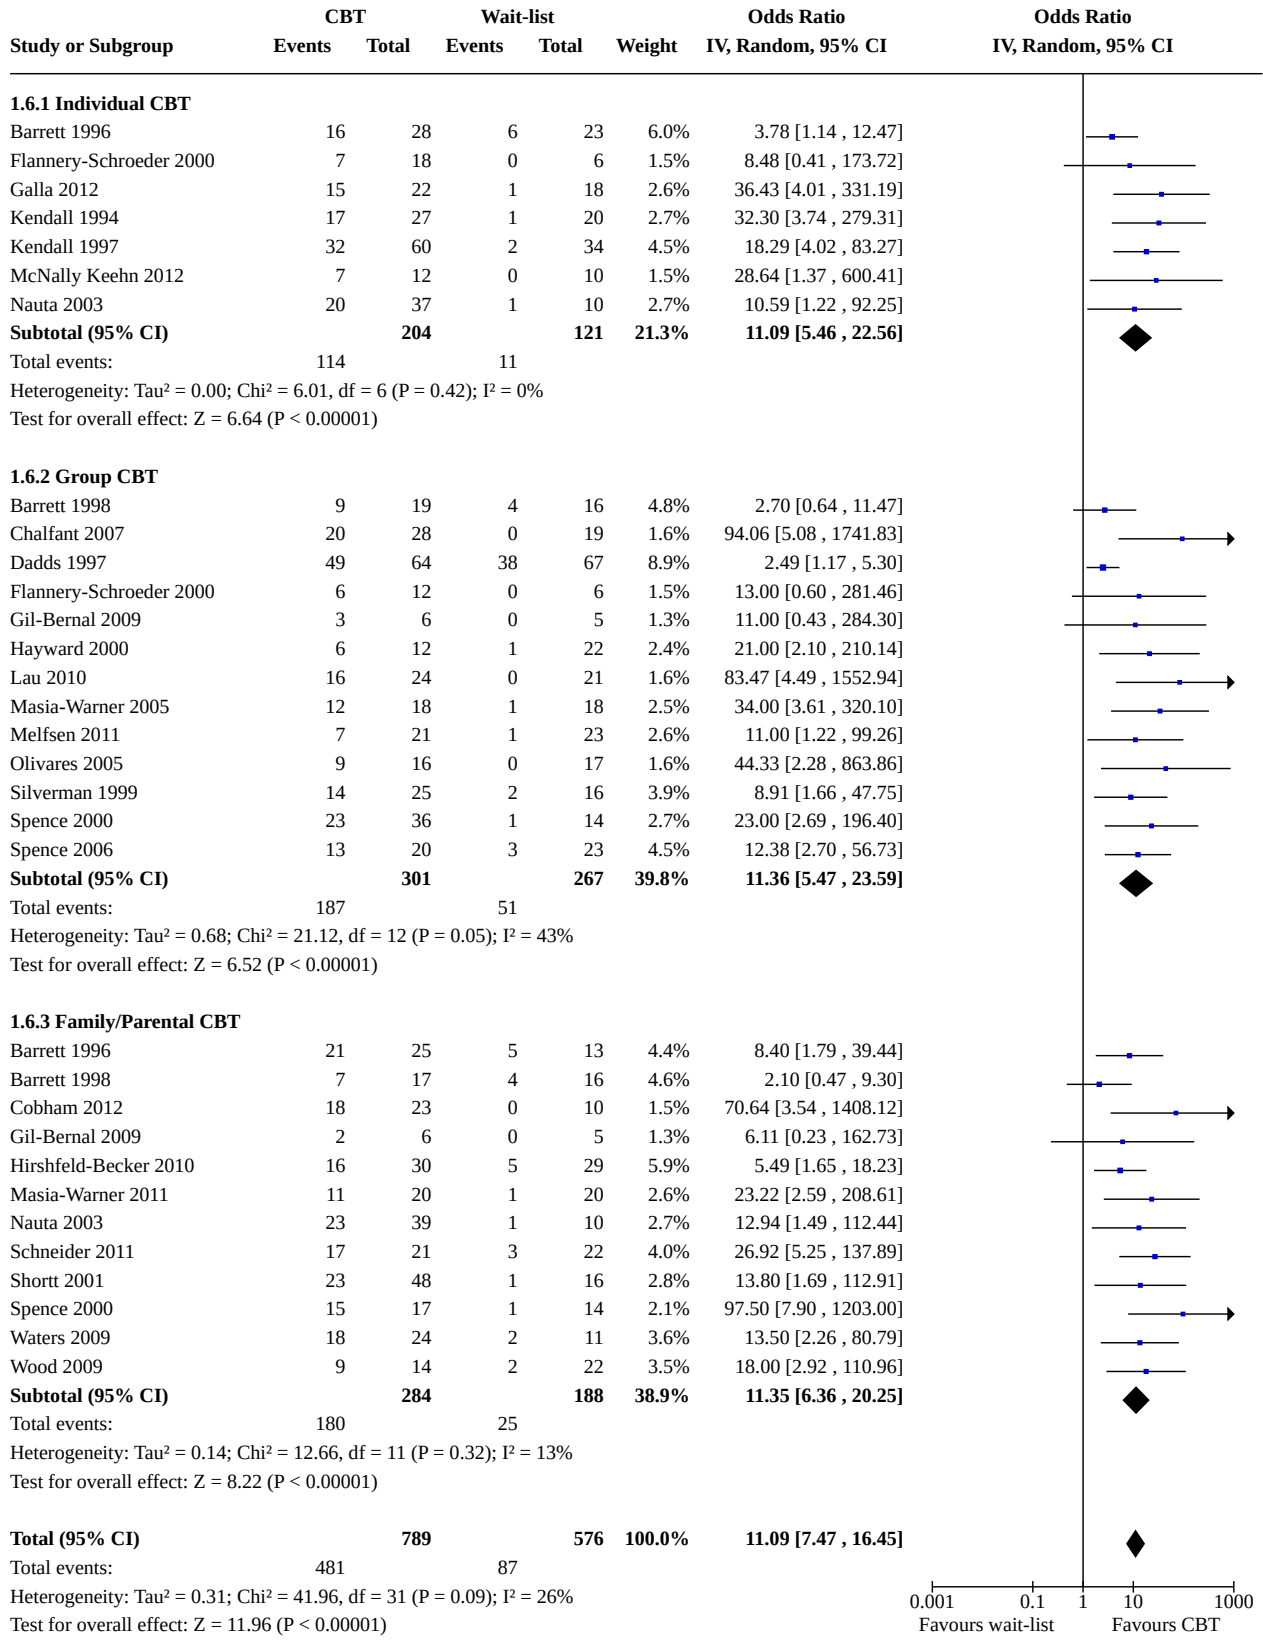 CBT Wait-list Odds Ratio Odds Ratio
Study or Subgroup Events Total Events Total Weight IV, Random, 95% CI IV, Random, 95% CI
1.6.1 Individual CBT
Barrett 1996 16 28 6 23 6.0% 3.78 [1.14 , 12.47]
Flannery-Schroeder 2000 7 18 0 6 1.5% 8.48 [0.41 , 173.72]
Galla 2012 15 22 1 18 2.6% 36.43 [4.01 , 331.19]
Kendall 1994 17 27 1 20 2.7% 32.30 [3.74 , 279.31]
Kendall 1997 32 60 2 34 4.5% 18.29 [4.02 , 83.27]
McNally Keehn 2012 7 12 0 10 1.5% 28.64 [1.37 , 600.41]
Nauta 2003 20 37 1 10 2.7% 10.59 [1.22 , 92.25]
Subtotal (95% CI) 204 121 21.3% 11.09 [5.46 , 22.56]
Total events: 114 11
Heterogeneity: Tau² = 0.00; Chi² = 6.01, df = 6 (P = 0.42); I² = 0%
Test for overall effect: Z = 6.64 (P < 0.00001)
1.6.2 Group CBT
Barrett 1998 9 19 4 16 4.8% 2.70 [0.64 , 11.47]
Chalfant 2007 20 28 0 19 1.6% 94.06 [5.08 , 1741.83]
Dadds 1997 49 64 38 67 8.9% 2.49 [1.17 , 5.30]
Flannery-Schroeder 2000 6 12 0 6 1.5% 13.00 [0.60 , 281.46]
Gil-Bernal 2009 3 6 0 5 1.3% 11.00 [0.43 , 284.30]
Hayward 2000 6 12 1 22 2.4% 21.00 [2.10 , 210.14]
Lau 2010 16 24 0 21 1.6% 83.47 [4.49 , 1552.94]
Masia-Warner 2005 12 18 1 18 2.5% 34.00 [3.61 , 320.10]
Melfsen 2011 7 21 1 23 2.6% 11.00 [1.22 , 99.26]
Olivares 2005 9 16 0 17 1.6% 44.33 [2.28 , 863.86]
Silverman 1999 14 25 2 16 3.9% 8.91 [1.66 , 47.75]
Spence 2000 23 36 1 14 2.7% 23.00 [2.69 , 196.40]
Spence 2006 13 20 3 23 4.5% 12.38 [2.70 , 56.73]
Subtotal (95% CI) 301 267 39.8% 11.36 [5.47 , 23.59]
Total events: 187 51
Heterogeneity: Tau² = 0.68; Chi² = 21.12, df = 12 (P = 0.05); I² = 43%
Test for overall effect: Z = 6.52 (P < 0.00001)
1.6.3 Family/Parental CBT
Barrett 1996 21 25 5 13 4.4% 8.40 [1.79 , 39.44]
Barrett 1998 7 17 4 16 4.6% 2.10 [0.47 , 9.30]
Cobham 2012 18 23 0 10 1.5% 70.64 [3.54 , 1408.12]
Gil-Bernal 2009 2 6 0 5 1.3% 6.11 [0.23 , 162.73]
Hirshfeld-Becker 2010 16 30 5 29 5.9% 5.49 [1.65 , 18.23]
Masia-Warner 2011 11 20 1 20 2.6% 23.22 [2.59 , 208.61]
Nauta 2003 23 39 1 10 2.7% 12.94 [1.49 , 112.44]
Schneider 2011 17 21 3 22 4.0% 26.92 [5.25 , 137.89]
Shortt 2001 23 48 1 16 2.8% 13.80 [1.69 , 112.91]
Spence 2000 15 17 1 14 2.1% 97.50 [7.90 , 1203.00]
Waters 2009 18 24 2 11 3.6% 13.50 [2.26 , 80.79]
Wood 2009 9 14 2 22 3.5% 18.00 [2.92 , 110.96]
Subtotal (95% CI) 284 188 38.9% 11.35 [6.36 , 20.25]
Total events: 180 25
Heterogeneity: Tau² = 0.14; Chi² = 12.66, df = 11 (P = 0.32); I² = 13%
Test for overall effect: Z = 8.22 (P < 0.00001)
Total (95% CI) 789 576 100.0% 11.09 [7.47 , 16.45]
Total events: 481 87
Heterogeneity: Tau² = 0.31; Chi² = 41.96, df = 31 (P = 0.09); I² = 26%
0.001 0.1 1 10 1000
Test for overall effect: Z = 11.96 (P < 0.00001)
Favours wait-list Favours CBT